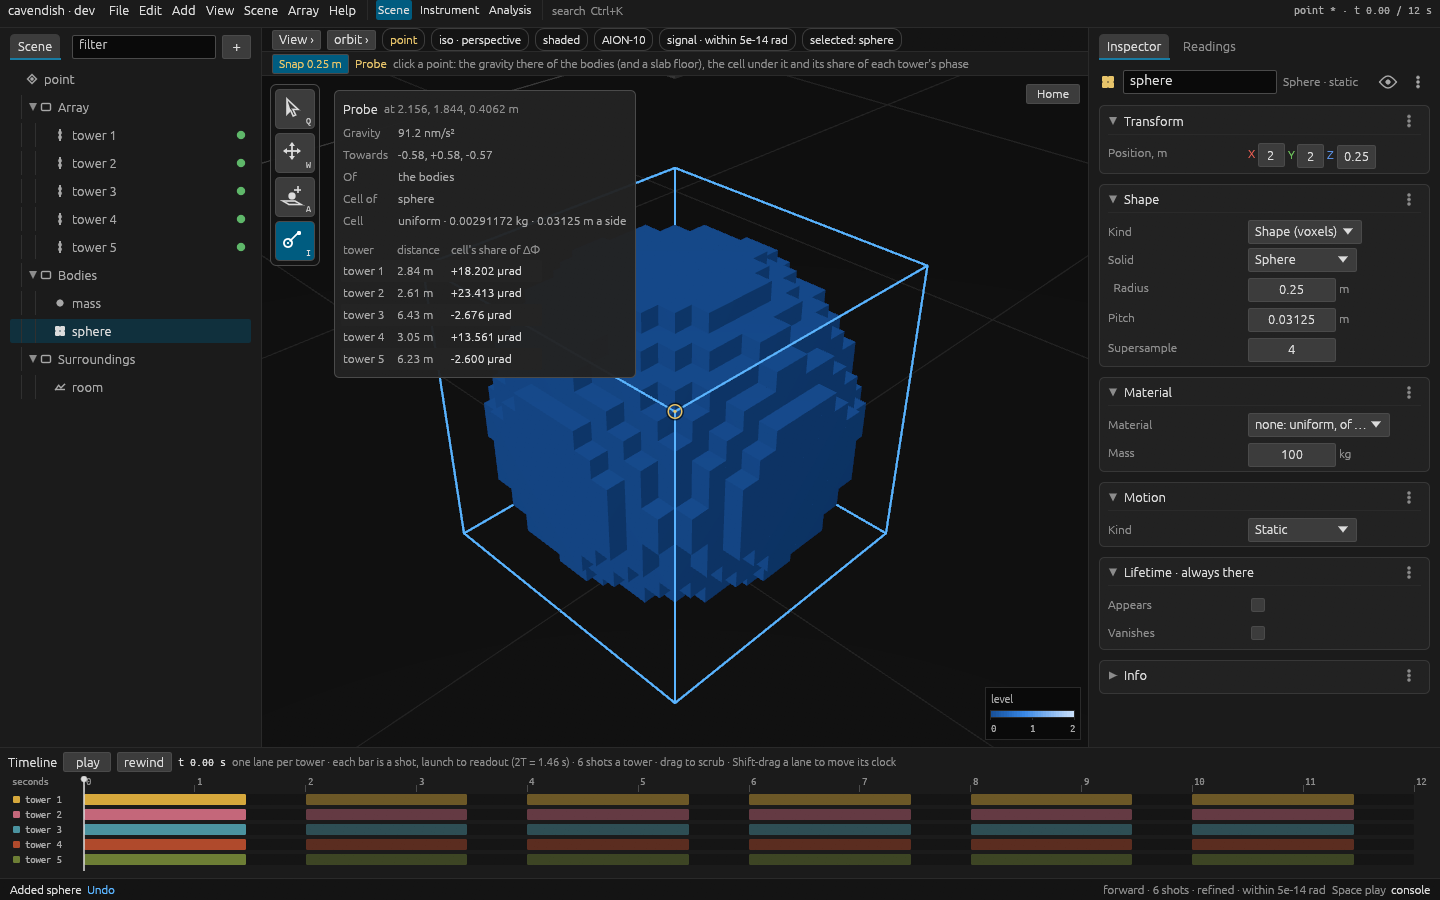 cavendish · dev File Edit Add View Scene Array Help Scene Instrument Analysis search Ctrl+K point * · t 0.00 / 12 s
Scene filter +
point
Array
tower 1
tower 2
tower 3
tower 4
tower 5
Bodies
mass
sphere
Surroundings
room
View › orbit › point iso · perspective shaded AION-10 signal · within 5e-14 rad selected: sphere
Snap 0.25 m Probe click a point: the gravity there of the bodies (and a slab floor), the cell under it and its share of each tower's phase
Q
W
A
I
Home
Probe at 2.156, 1.844, 0.4062 m
Gravity 91.2 nm/s²
Towards -0.58, +0.58, -0.57
Of the bodies
Cell of sphere
Cell uniform · 0.00291172 kg · 0.03125 m a side
tower distance cell's share of ΔΦ
tower 1 2.84 m +18.202 µrad
tower 2 2.61 m +23.413 µrad
tower 3 6.43 m -2.676 µrad
tower 4 3.05 m +13.561 µrad
tower 5 6.23 m -2.600 µrad
level
0 1 2
Inspector Readings
sphere Sphere · static
Transform
Position, m X 2 Y 2 Z 0.25
Shape
Kind Shape (voxels)
Solid Sphere
Radius 0.25 m
Pitch 0.03125 m
Supersample 4
Material
Material none: uniform, of ...
Mass 100 kg
Motion
Kind Static
Lifetime · always there
Appears
Vanishes
Info
Timeline play rewind t 0.00 s one lane per tower · each bar is a shot, launch to readout (2T = 1.46 s) · 6 shots a tower · drag to scrub · Shift-drag a lane to move its clock
seconds 0 1 2 3 4 5 6 7 8 9 10 11 12
tower 1
tower 2
tower 3
tower 4
tower 5
Added sphere Undo forward · 6 shots · refined · within 5e-14 rad Space play console